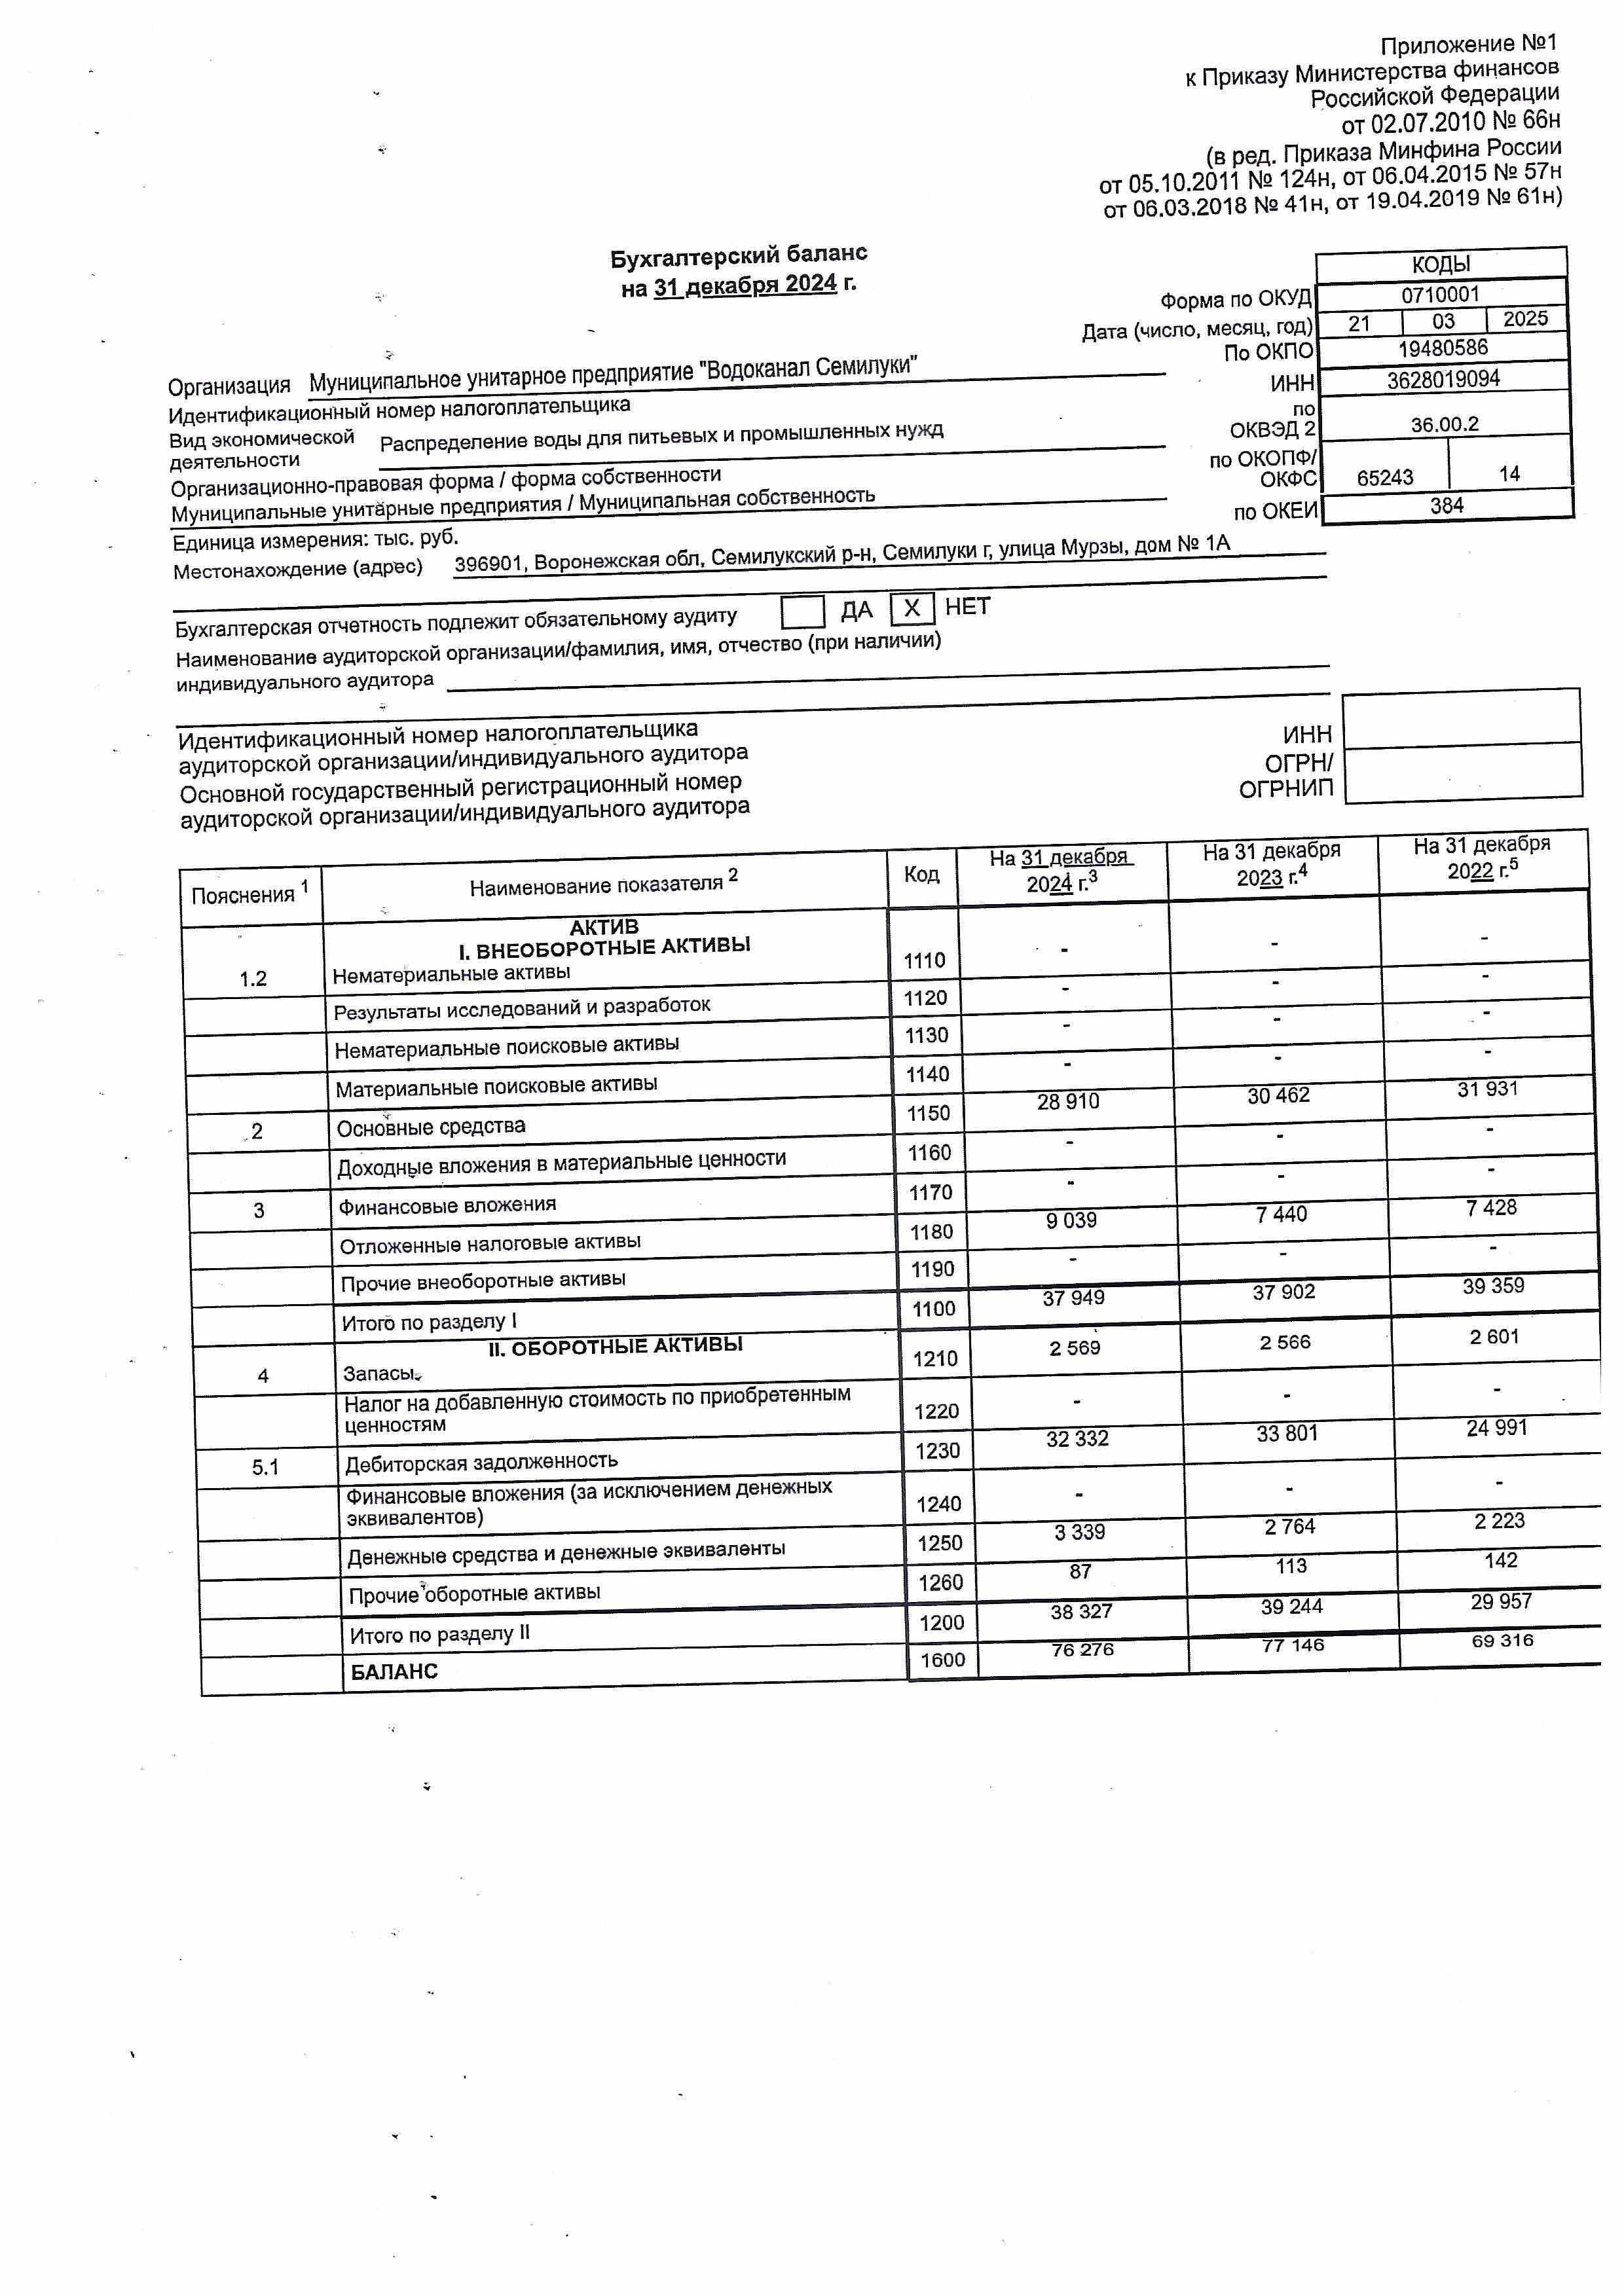 Приложение №1
к Приказу Министерства финансов
Российской Федерации
от 02.07.2010 № 66н
(в ред. Приказа Минфина России
от 05.10.2011 № 124н, от 06.04.2015 № 57н
от 06.03.2018 № 41н, от 19.04.2019 № 61н)
Бухгалтерский баланс
на 31 декабря 2024 г.
КОДЫ
Форма по ОКУД 0710001
Дата (число, месяц, год) 21 03 2025
Организация Муниципальное унитарное предприятие "Водоканал Семилуки" По ОКПО 19480586
Идентификационный номер налогоплательщика ИНН 3628019094
Вид экономической деятельности Распределение воды для питьевых и промышленных нужд по ОКВЭД 2 36.00.2
Организационно-правовая форма / форма собственности по ОКОПФ/ОКФС 65243 14
Муниципальные унитарные предприятия / Муниципальная собственность
Единица измерения: тыс. руб. по ОКЕИ 384
Местонахождение (адрес) 396901, Воронежская обл, Семилукский р-н, Семилуки г, улица Мурзы, дом № 1А
Бухгалтерская отчетность подлежит обязательному аудиту ДА X НЕТ
Наименование аудиторской организации/фамилия, имя, отчество (при наличии)
индивидуального аудитора
Идентификационный номер налогоплательщика
аудиторской организации/индивидуального аудитора ИНН
Основной государственный регистрационный номер
аудиторской организации/индивидуального аудитора ОГРН/ОГРНИП
Пояснения 1 Наименование показателя 2 Код На 31 декабря 2024 г.3 На 31 декабря 2023 г.4 На 31 декабря 2022 г.5
АКТИВ
I. ВНЕОБОРОТНЫЕ АКТИВЫ
1.2 Нематериальные активы 1110 - - -
Результаты исследований и разработок 1120 - - -
Нематериальные поисковые активы 1130 - - -
Материальные поисковые активы 1140 - - -
2 Основные средства 1150 28 910 30 462 31 931
Доходные вложения в материальные ценности 1160 - - -
3 Финансовые вложения 1170 - - -
Отложенные налоговые активы 1180 9 039 7 440 7 428
Прочие внеоборотные активы 1190 - - -
Итого по разделу I 1100 37 949 37 902 39 359
II. ОБОРОТНЫЕ АКТИВЫ
4 Запасы 1210 2 569 2 566 2 601
Налог на добавленную стоимость по приобретенным ценностям 1220 - - -
5.1 Дебиторская задолженность 1230 32 332 33 801 24 991
Финансовые вложения (за исключением денежных эквивалентов) 1240 - - -
Денежные средства и денежные эквиваленты 1250 3 339 2 764 2 223
Прочие оборотные активы 1260 87 113 142
Итого по разделу II 1200 38 327 39 244 29 957
БАЛАНС 1600 76 276 77 146 69 316